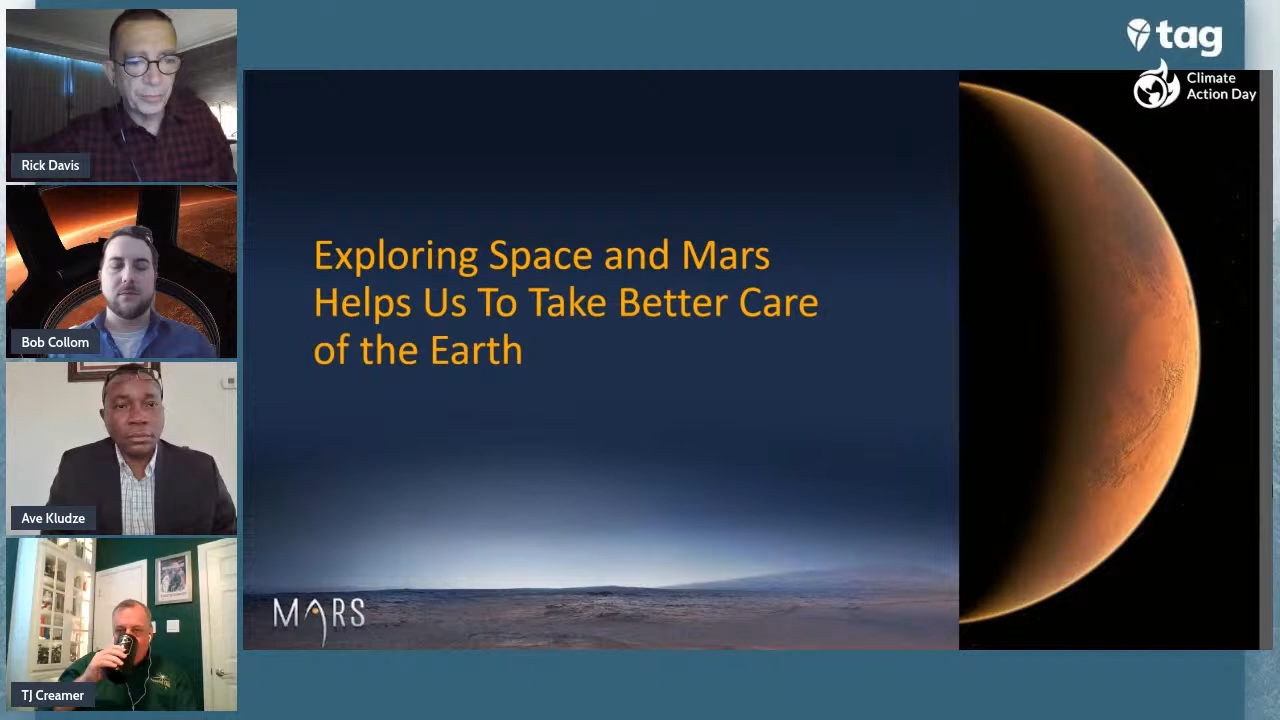 tag
Climate
Action Day
Rick Davis
Bob Collom
Ave Kludze
TJ Creamer
Exploring Space and Mars
Helps Us To Take Better Care
of the Earth
MARS